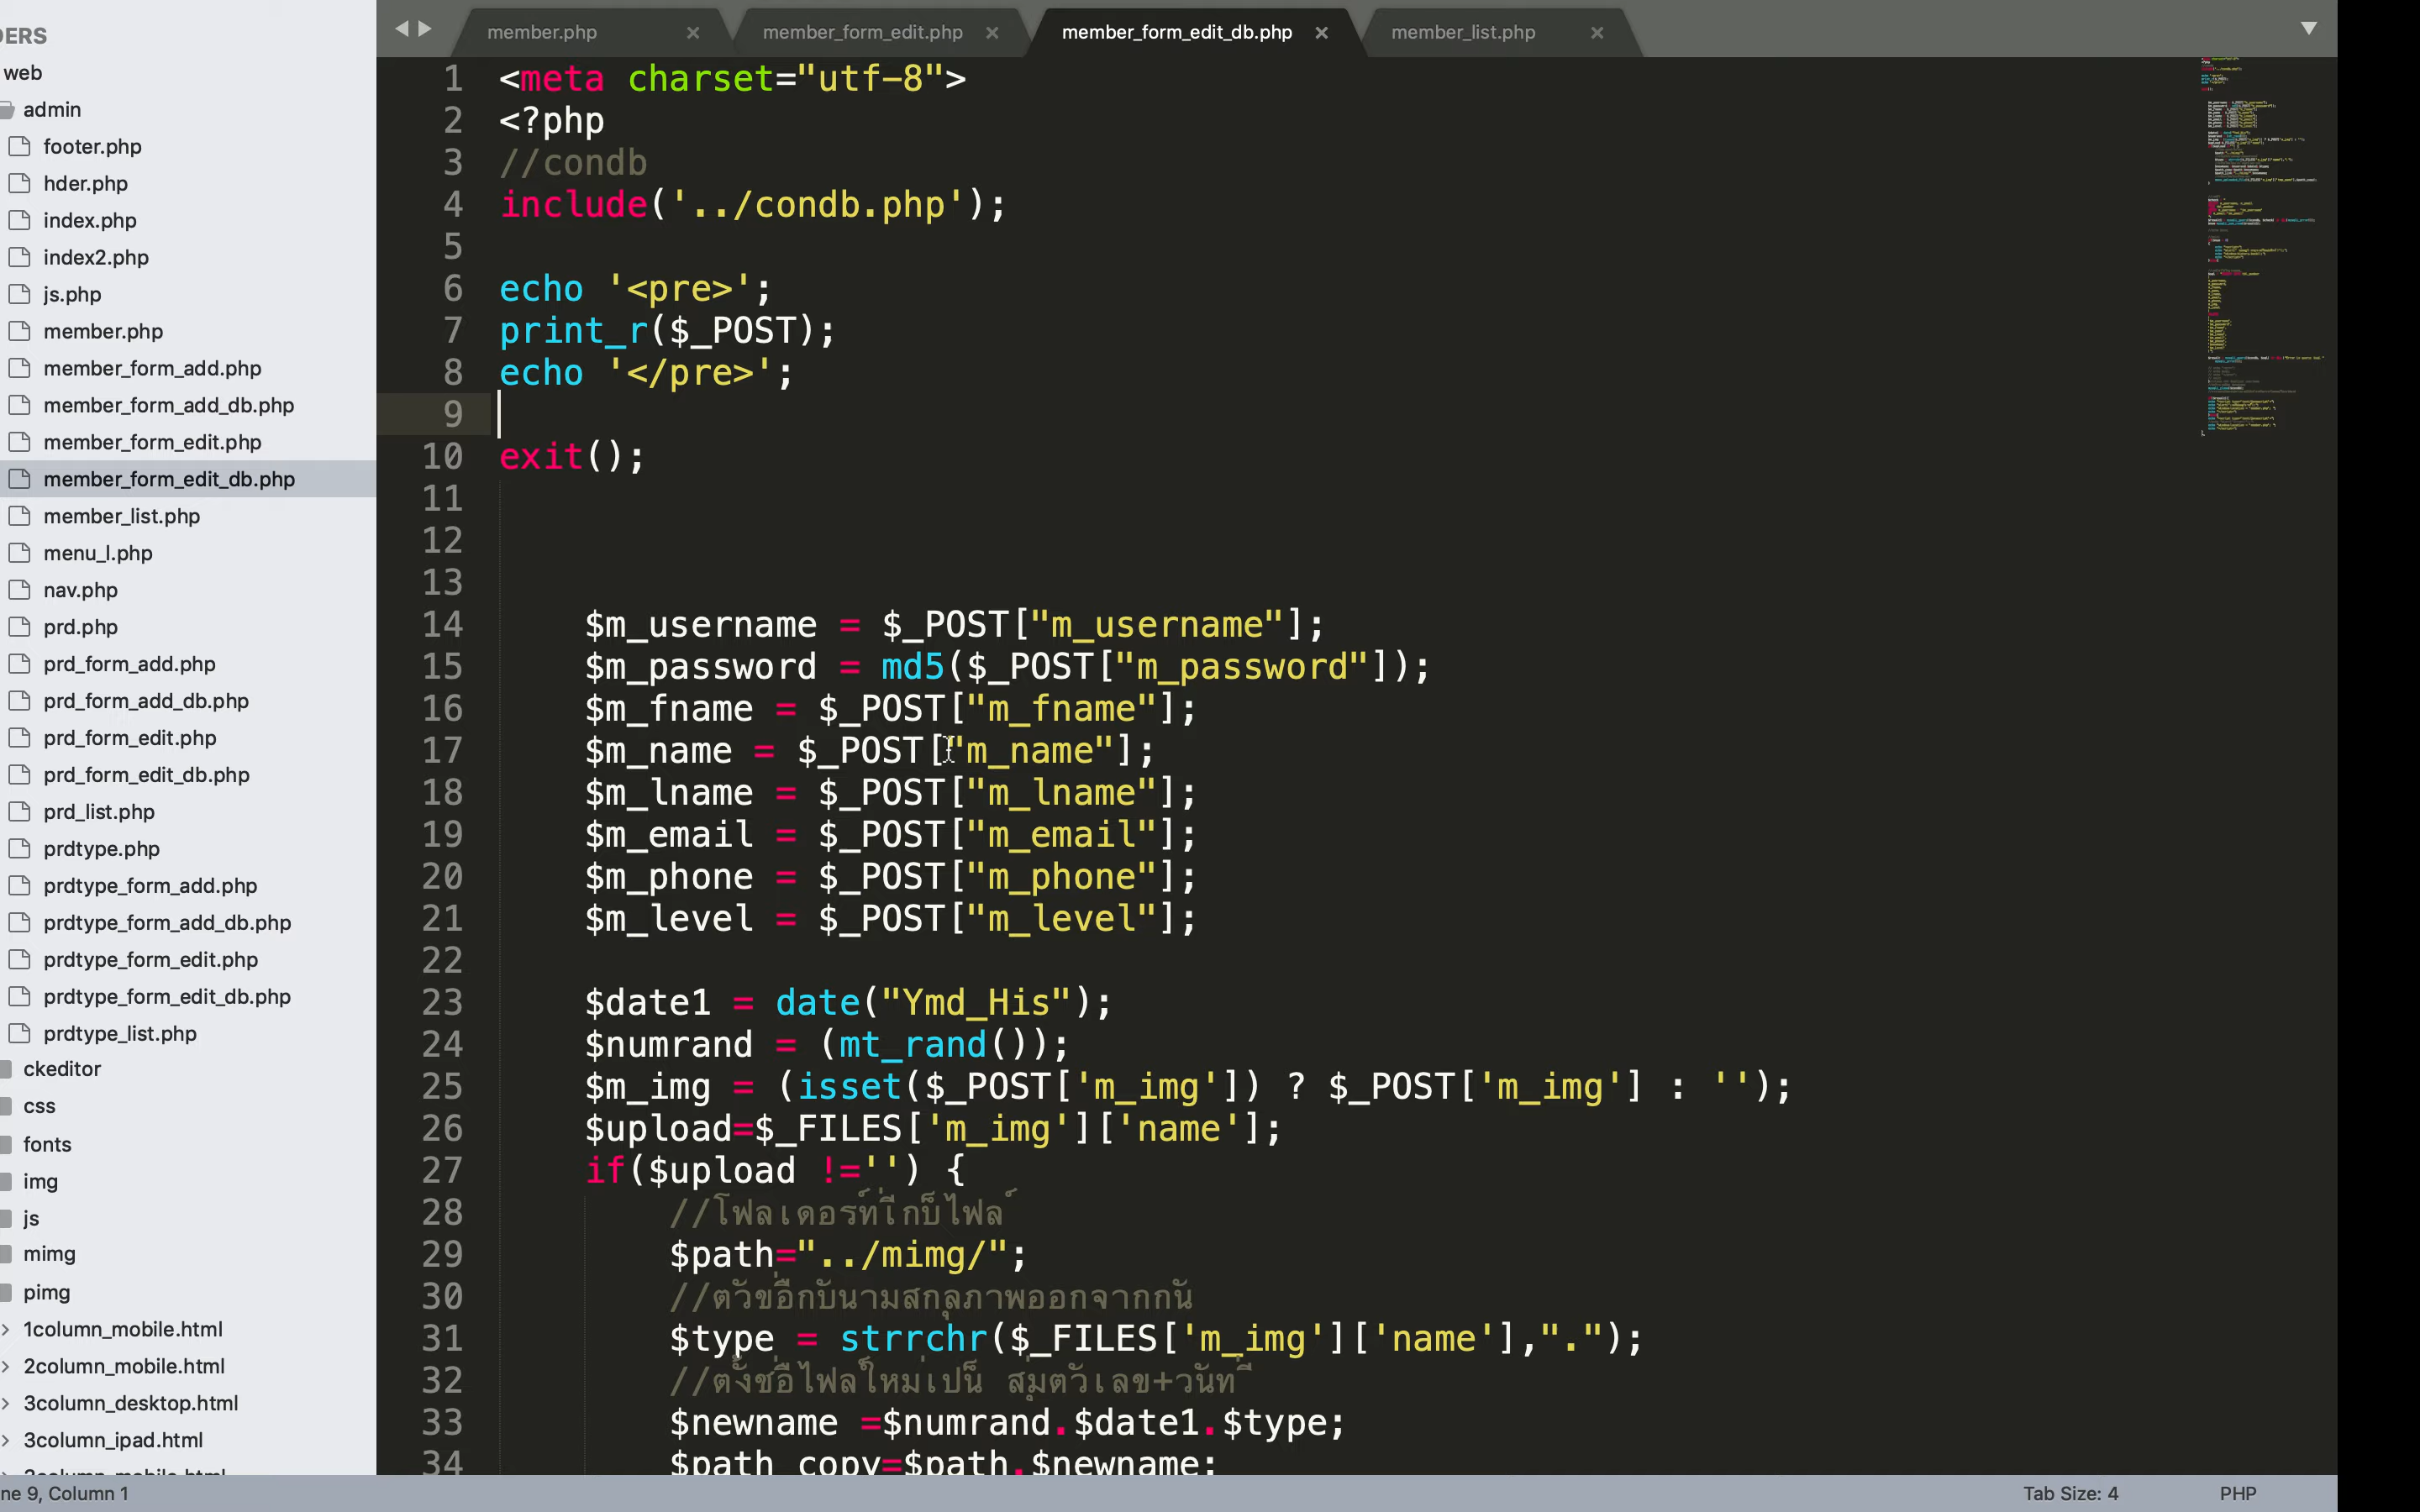 DERS
web
admin
footer.php
hder.php
index.php
index2.php
js.php
member.php
member_form_add.php
member_form_add_db.php
member_form_edit.php
member_form_edit_db.php
member_list.php
menu_l.php
nav.php
prd.php
prd_form_add.php
prd_form_add_db.php
prd_form_edit.php
prd_form_edit_db.php
prd_list.php
prdtype.php
prdtype_form_add.php
prdtype_form_add_db.php
prdtype_form_edit.php
prdtype_form_edit_db.php
prdtype_list.php
ckeditor
css
fonts
img
js
mimg
pimg
1column_mobile.html
2column_mobile.html
3column_desktop.html
3column_ipad.html
member.php
member_form_edit.php
member_form_edit_db.php
member_list.php
1 <meta charset="utf-8">
2 <?php
3 //condb
4 include('../condb.php');
5
6 echo '<pre>';
7 print_r($_POST);
8 echo '</pre>';
9
10 exit();
11
12
13
14 $m_username = $_POST["m_username"];
15 $m_password = md5($_POST["m_password"]);
16 $m_fname = $_POST["m_fname"];
17 $m_name = $_POST["m_name"];
18 $m_lname = $_POST["m_lname"];
19 $m_email = $_POST["m_email"];
20 $m_phone = $_POST["m_phone"];
21 $m_level = $_POST["m_level"];
22
23 $date1 = date("Ymd_His");
24 $numrand = (mt_rand());
25 $m_img = (isset($_POST['m_img']) ? $_POST['m_img'] : '');
26 $upload=$_FILES['m_img']['name'];
27 if($upload !='') {
28 //โฟลเดอร์ที่เก็บไฟล์
29 $path="../mimg/";
30 //ตัวขื่อกับนามสกุลภาพออกจากกัน
31 $type = strrchr($_FILES['m_img']['name'],".");
32 //ตั้งชื่อไฟล์ใหม่เป็น สุ่มตัวเลข+วันที่
33 $newname =$numrand.$date1.$type;
34 $path_copy=$path.$newname;
ne 9, Column 1
Tab Size: 4
PHP